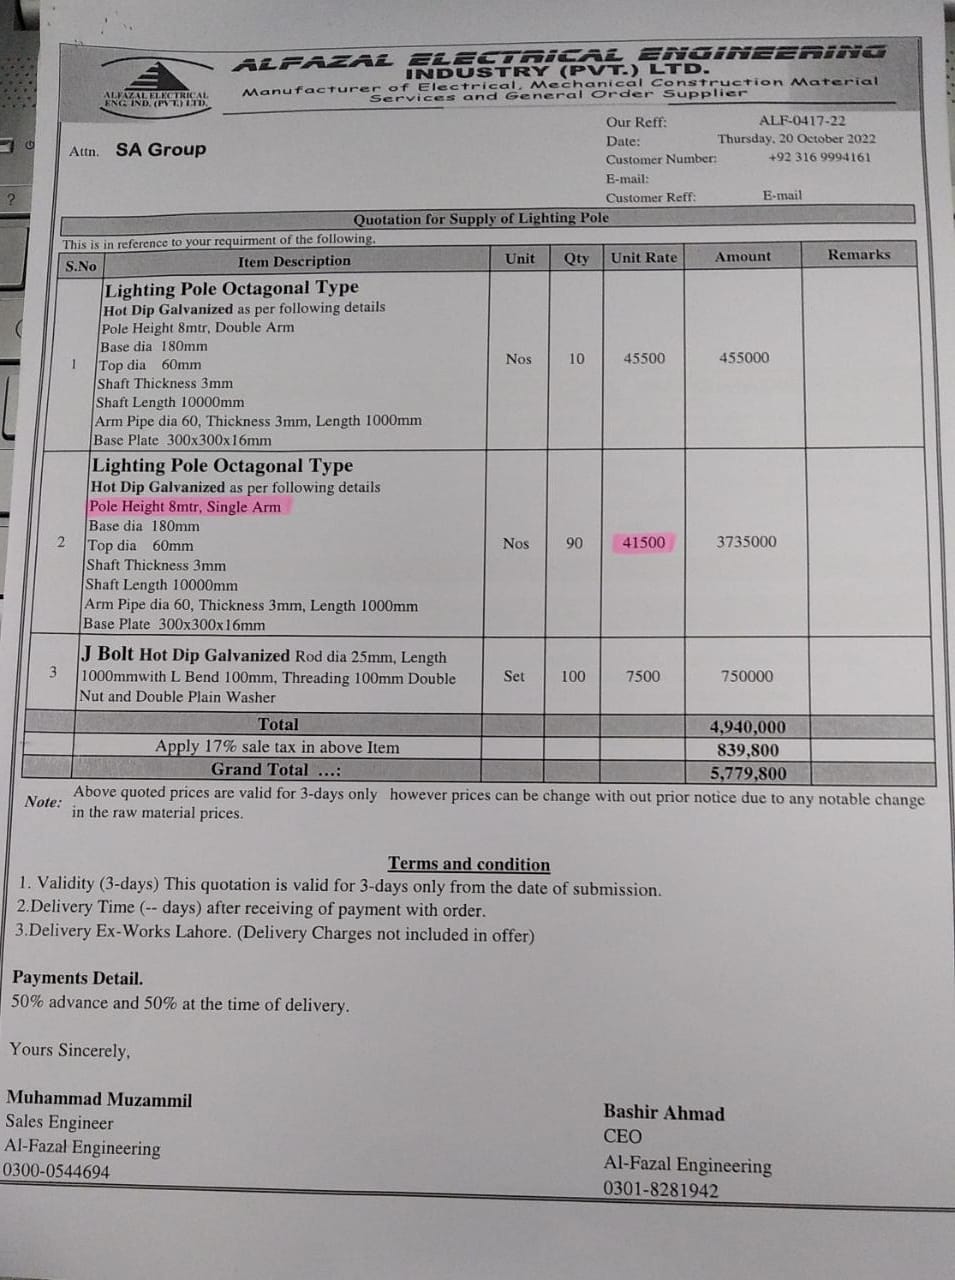 ALFAZAL ELECTRICAL ENGINEERING
INDUSTRY (PVT.) LTD.
Manufacturer of Electrical, Mechanical Construction Material
Services and General Order Supplier
ALFAZAL ELECTRICAL
ENG. IND. (PVT.) LTD.
Attn. SA Group
Our Reff: ALF-0417-22
Date: Thursday, 20 October 2022
Customer Number: +92 316 9994161
E-mail:
Customer Reff: E-mail
Quotation for Supply of Lighting Pole
This is in reference to your requirment of the following.
S.No Item Description Unit Qty Unit Rate Amount Remarks
Lighting Pole Octagonal Type
Hot Dip Galvanized as per following details
Pole Height 8mtr, Double Arm
Base dia 180mm
1 Top dia 60mm Nos 10 45500 455000
Shaft Thickness 3mm
Shaft Length 10000mm
Arm Pipe dia 60, Thickness 3mm, Length 1000mm
Base Plate 300x300x16mm
Lighting Pole Octagonal Type
Hot Dip Galvanized as per following details
Pole Height 8mtr, Single Arm
Base dia 180mm
2 Top dia 60mm Nos 90 41500 3735000
Shaft Thickness 3mm
Shaft Length 10000mm
Arm Pipe dia 60, Thickness 3mm, Length 1000mm
Base Plate 300x300x16mm
J Bolt Hot Dip Galvanized Rod dia 25mm, Length
3 1000mmwith L Bend 100mm, Threading 100mm Double Set 100 7500 750000
Nut and Double Plain Washer
Total 4,940,000
Apply 17% sale tax in above Item 839,800
Grand Total ...: 5,779,800
Note: Above quoted prices are valid for 3-days only however prices can be change with out prior notice due to any notable change
in the raw material prices.
Terms and condition
1. Validity (3-days) This quotation is valid for 3-days only from the date of submission.
2.Delivery Time (-- days) after receiving of payment with order.
3.Delivery Ex-Works Lahore. (Delivery Charges not included in offer)
Payments Detail.
50% advance and 50% at the time of delivery.
Yours Sincerely,
Muhammad Muzammil
Sales Engineer
Al-Fazal Engineering
0300-0544694
Bashir Ahmad
CEO
Al-Fazal Engineering
0301-8281942